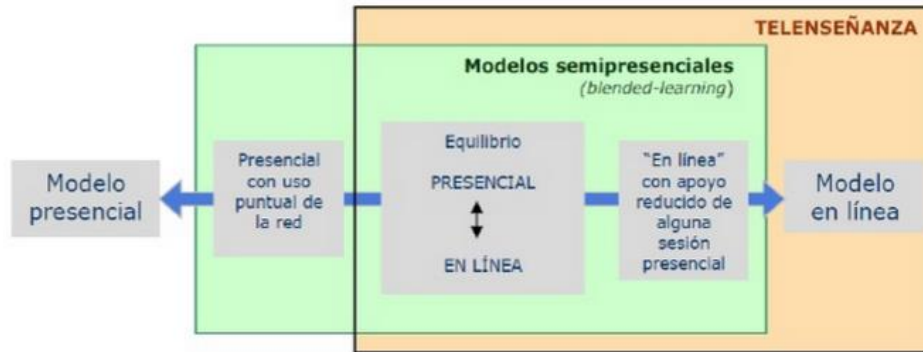 TELENSEÑANZA
Modelos semipresenciales
(blended-learning)
Modelo
presencial
Presencial
con uso
puntual de
la red
Equilibrio
PRESENCIAL
EN LÍNEA
"En línea"
con apoyo
reducido de
alguna
sesión
presencial
Modelo
en línea